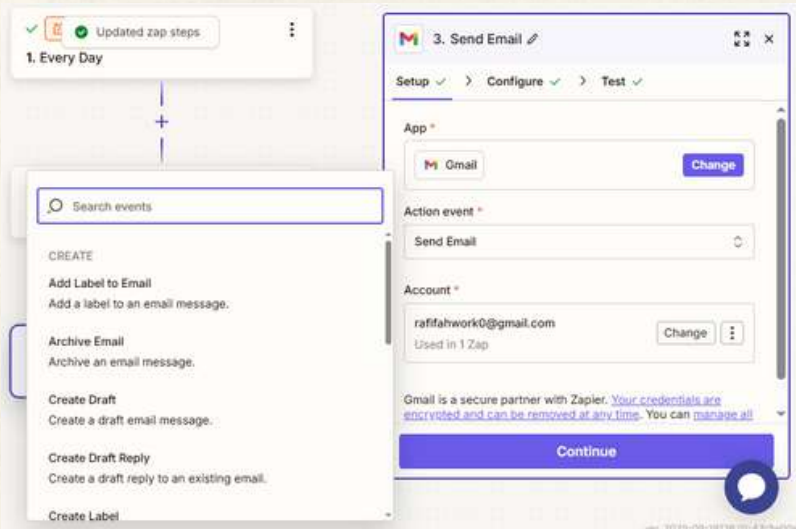 Updated zap steps
1. Every Day
Search events
CREATE
Add Label to Email
Add a label to an email message.
Archive Email
Archive an email message.
Create Draft
Create a draft email message.
Create Draft Reply
Create a draft reply to an existing email.
Create Label
3. Send Email
Setup
Configure
Test
App *
Gmail
Change
Action event *
Send Email
Account *
rafifahwork0@gmail.com
Used in 1 Zap
Change
Gmail is a secure partner with Zapier. Your credentials are
encrypted and can be removed at any time. You can manage all
Continue